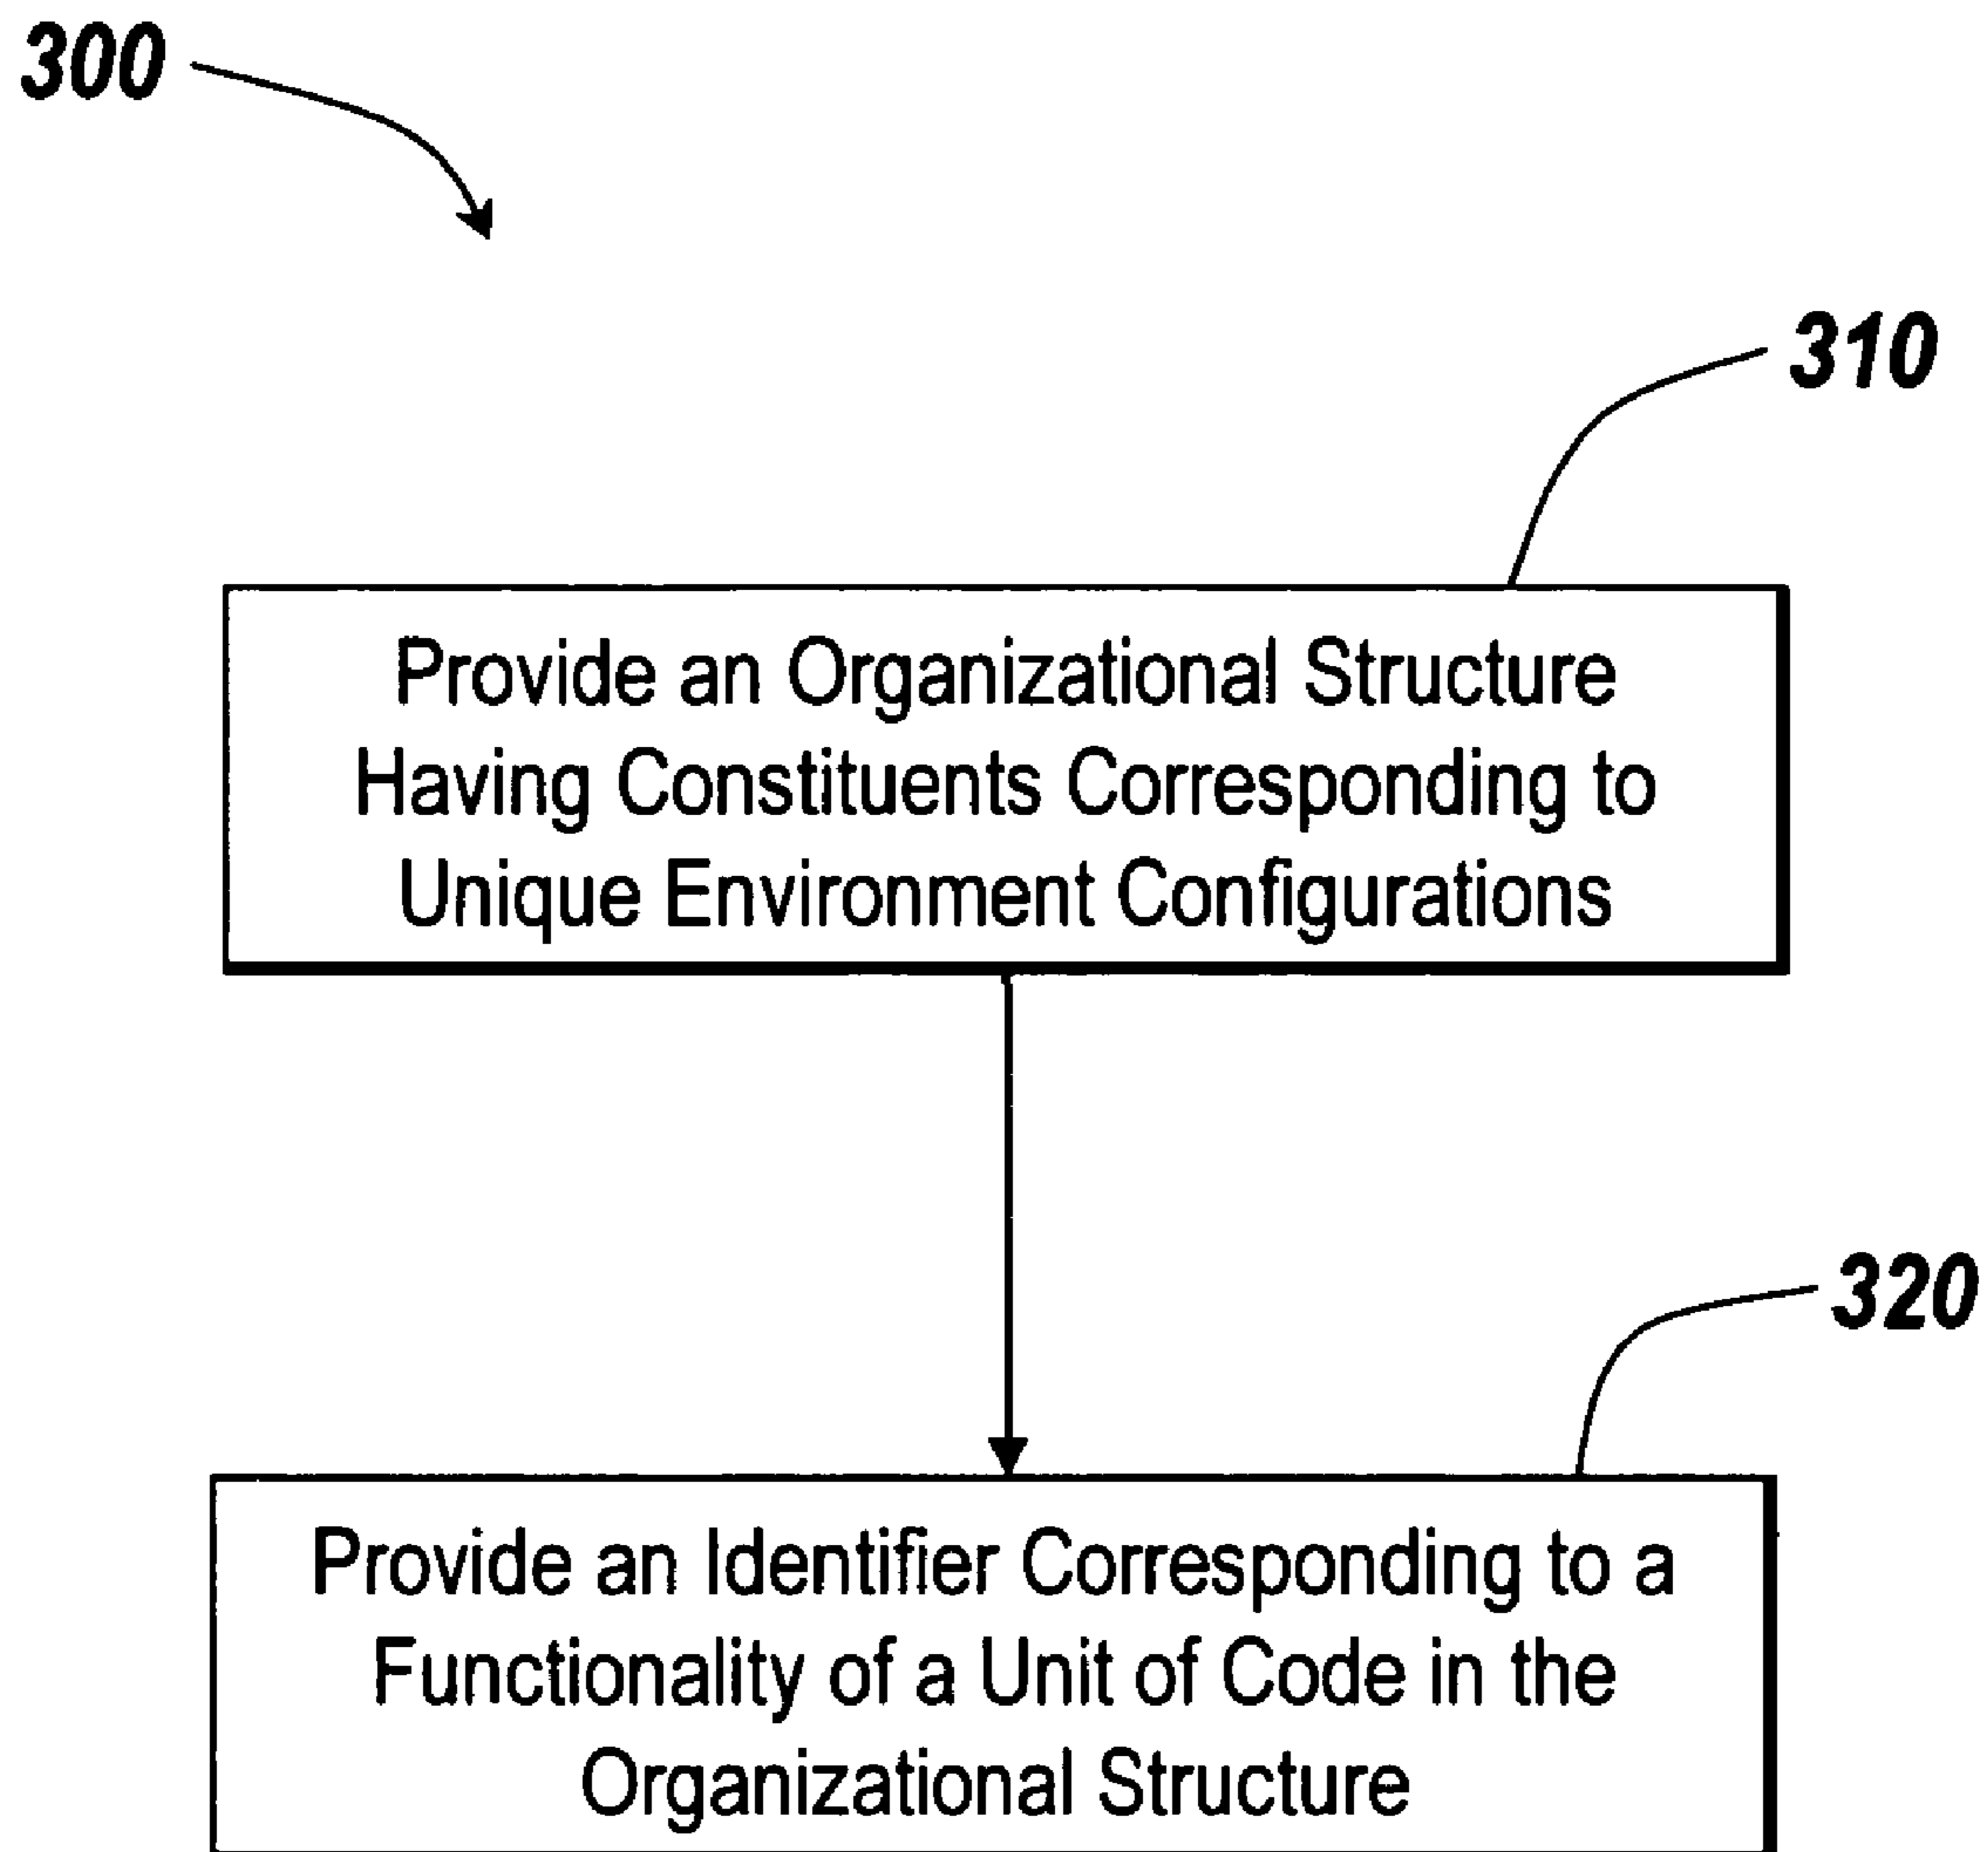 300
310
Provide an Organizational Structure
Having Constituents Corresponding to
Unique Environment Configurations
320
Provide an Identifier Corresponding to a
Functionality of a Unit of Code in the
Organizational Structure